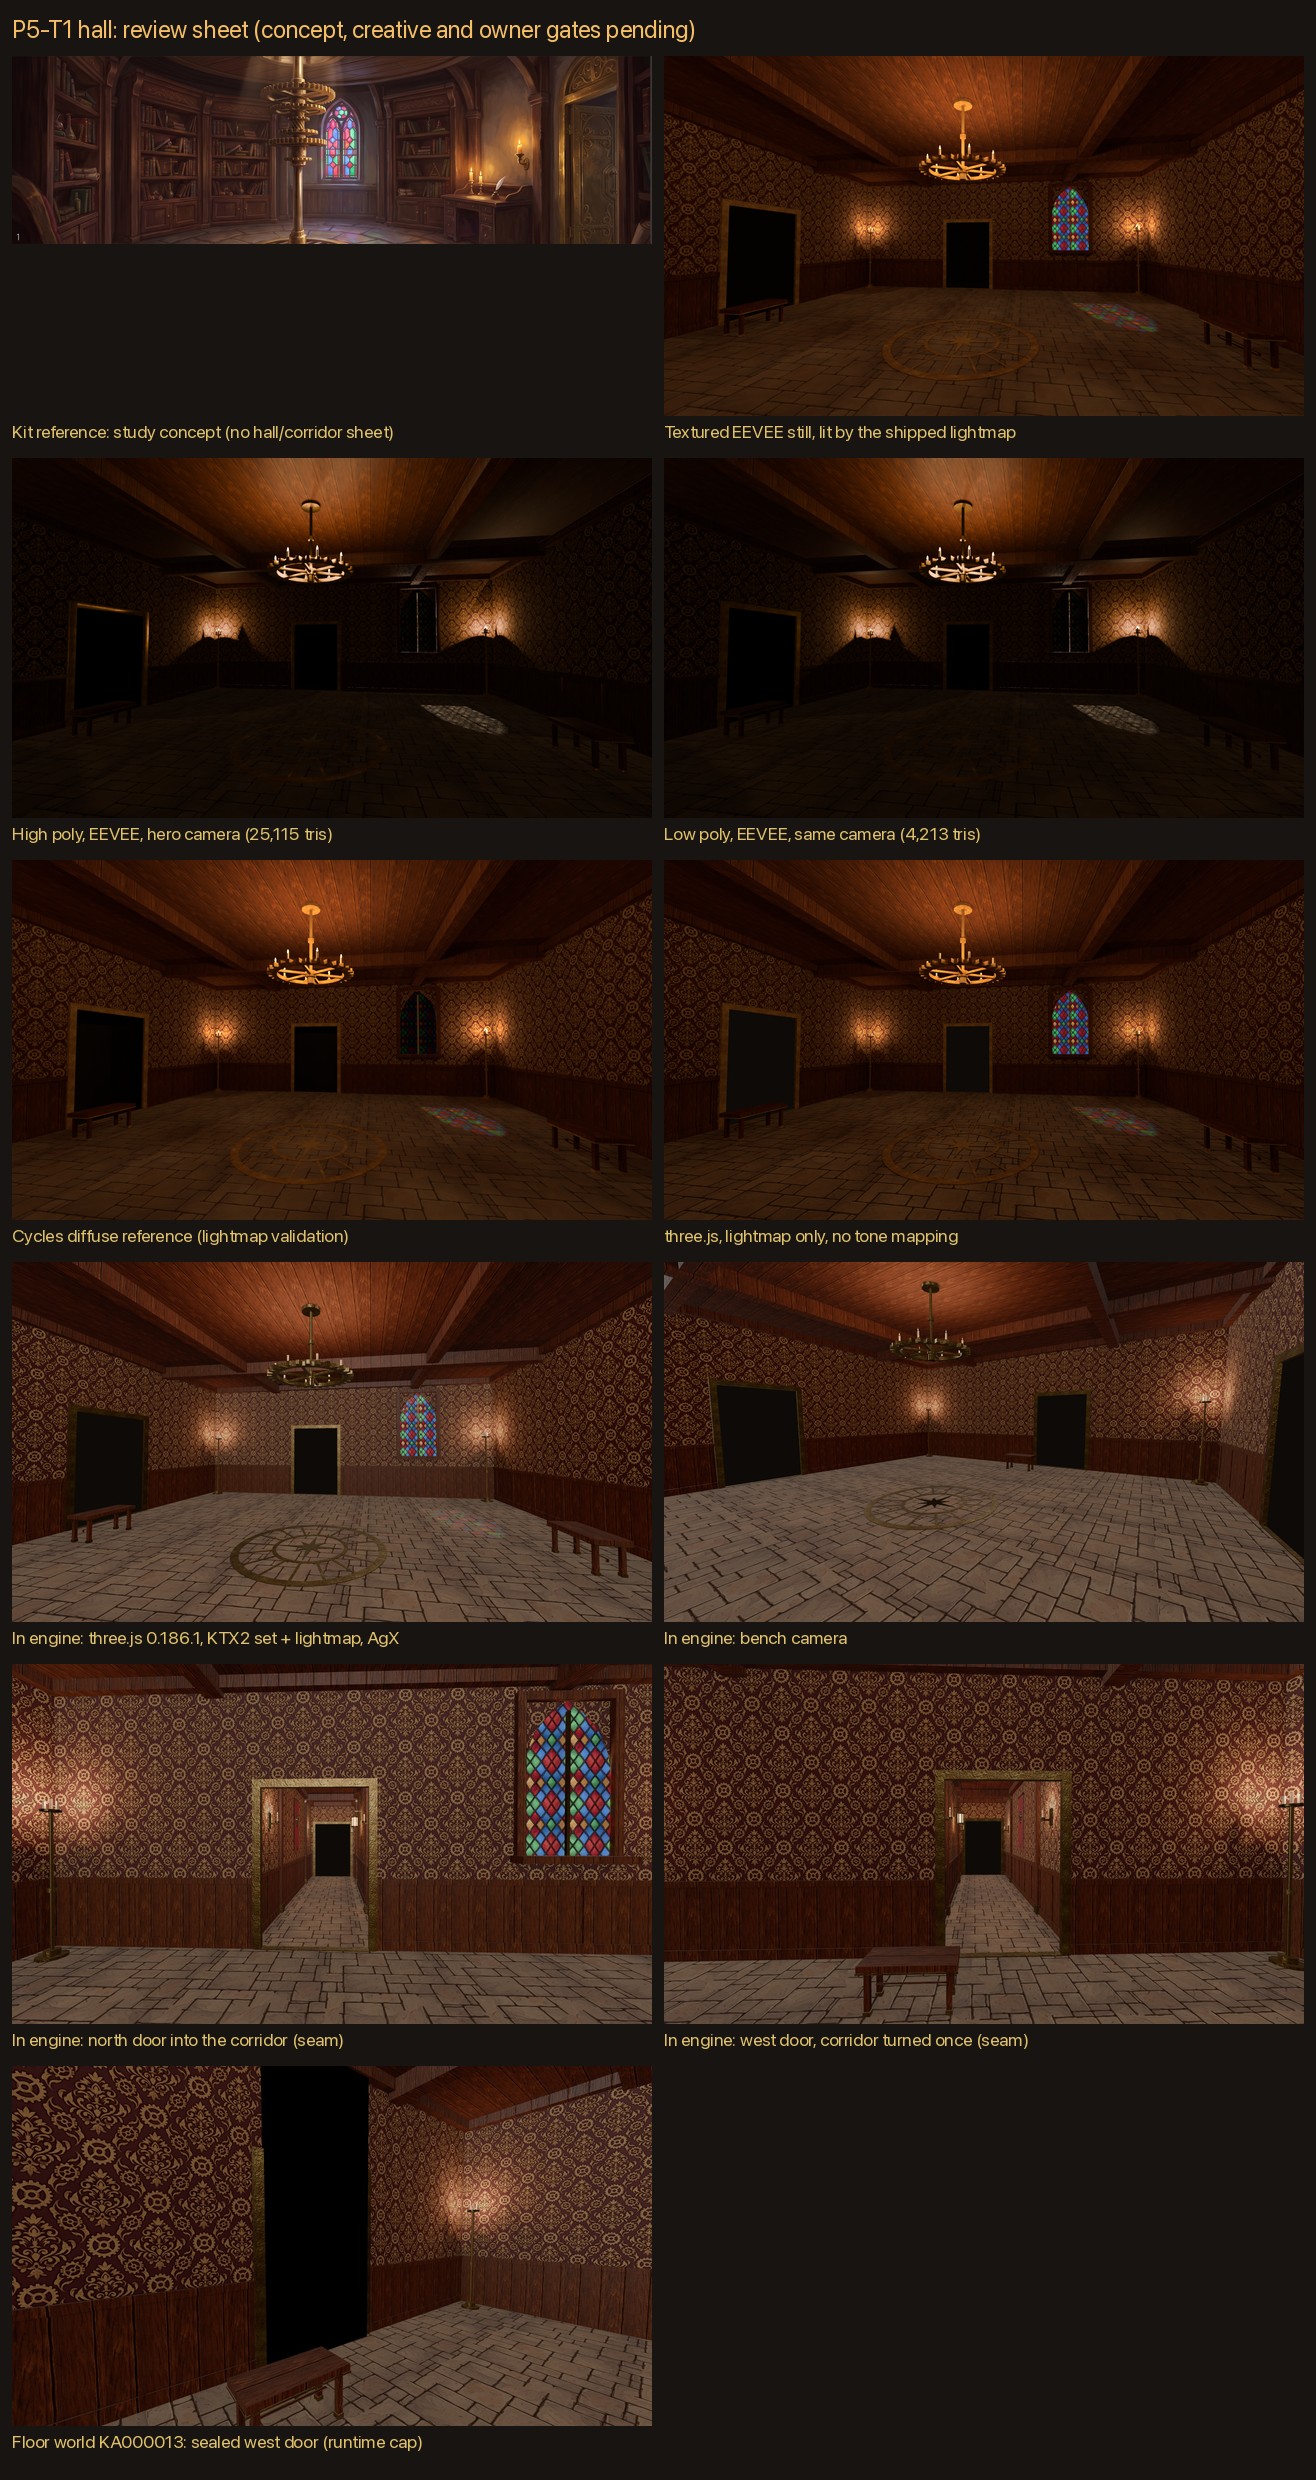 P5-T1 hall: review sheet (concept, creative and owner gates pending)
1
Kit reference: study concept (no hall/corridor sheet)
Textured EEVEE still, lit by the shipped lightmap
High poly, EEVEE, hero camera (25,115 tris)
Low poly, EEVEE, same camera (4,213 tris)
Cycles diffuse reference (lightmap validation)
three.js, lightmap only, no tone mapping
In engine: three.js 0.186.1, KTX2 set + lightmap, AgX
In engine: bench camera
In engine: north door into the corridor (seam)
In engine: west door, corridor turned once (seam)
Floor world KA000013: sealed west door (runtime cap)